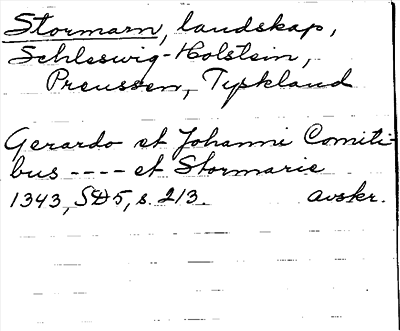 Stormarn, landskap,
Schleswig-Holstein,
Preussen, Tyskland
Gerardo et Johanni Comiti-
bus ---- et Stormarie
1343, SD5, s. 213. avskr.